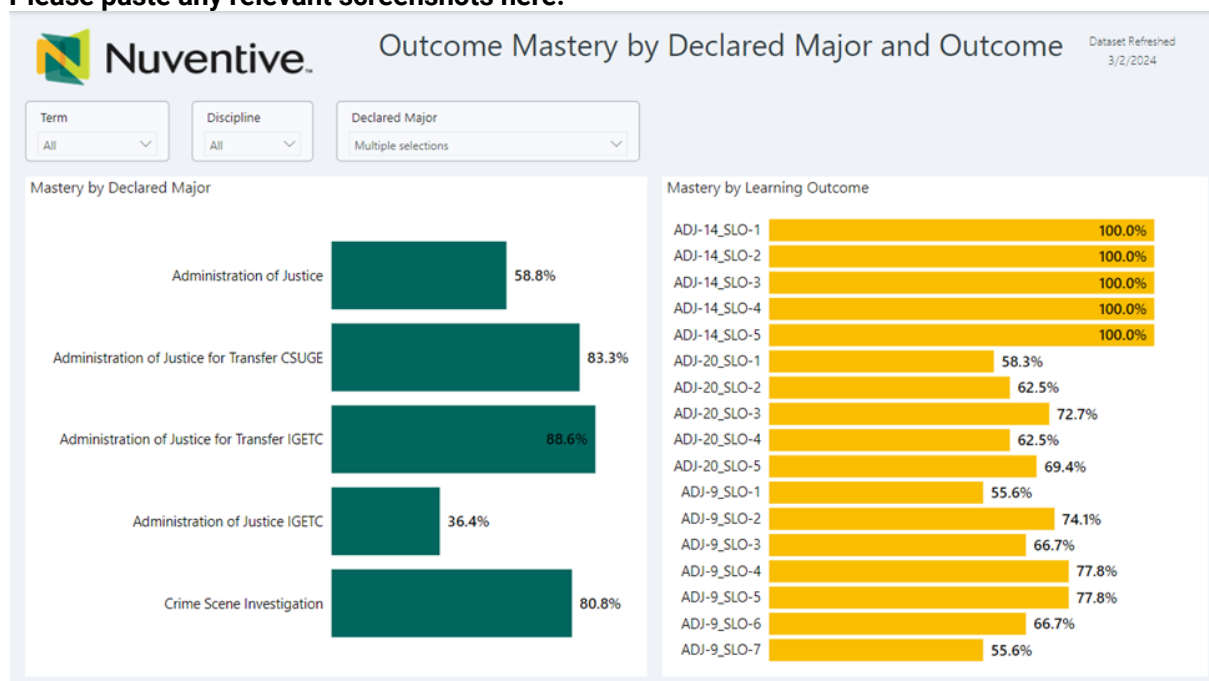 Please paste any relevant screenshots here:
Nuventive™
Outcome Mastery by Declared Major and Outcome
Dataset Refreshed
3/2/2024
Term
All
Discipline
All
Declared Major
Multiple selections
Mastery by Declared Major
Administration of Justice 58.8%
Administration of Justice for Transfer CSUGE 83.3%
Administration of Justice for Transfer IGETC 88.6%
Administration of Justice IGETC 36.4%
Crime Scene Investigation 80.8%
Mastery by Learning Outcome
ADJ-14_SLO-1 100.0%
ADJ-14_SLO-2 100.0%
ADJ-14_SLO-3 100.0%
ADJ-14_SLO-4 100.0%
ADJ-14_SLO-5 100.0%
ADJ-20_SLO-1 58.3%
ADJ-20_SLO-2 62.5%
ADJ-20_SLO-3 72.7%
ADJ-20_SLO-4 62.5%
ADJ-20_SLO-5 69.4%
ADJ-9_SLO-1 55.6%
ADJ-9_SLO-2 74.1%
ADJ-9_SLO-3 66.7%
ADJ-9_SLO-4 77.8%
ADJ-9_SLO-5 77.8%
ADJ-9_SLO-6 66.7%
ADJ-9_SLO-7 55.6%